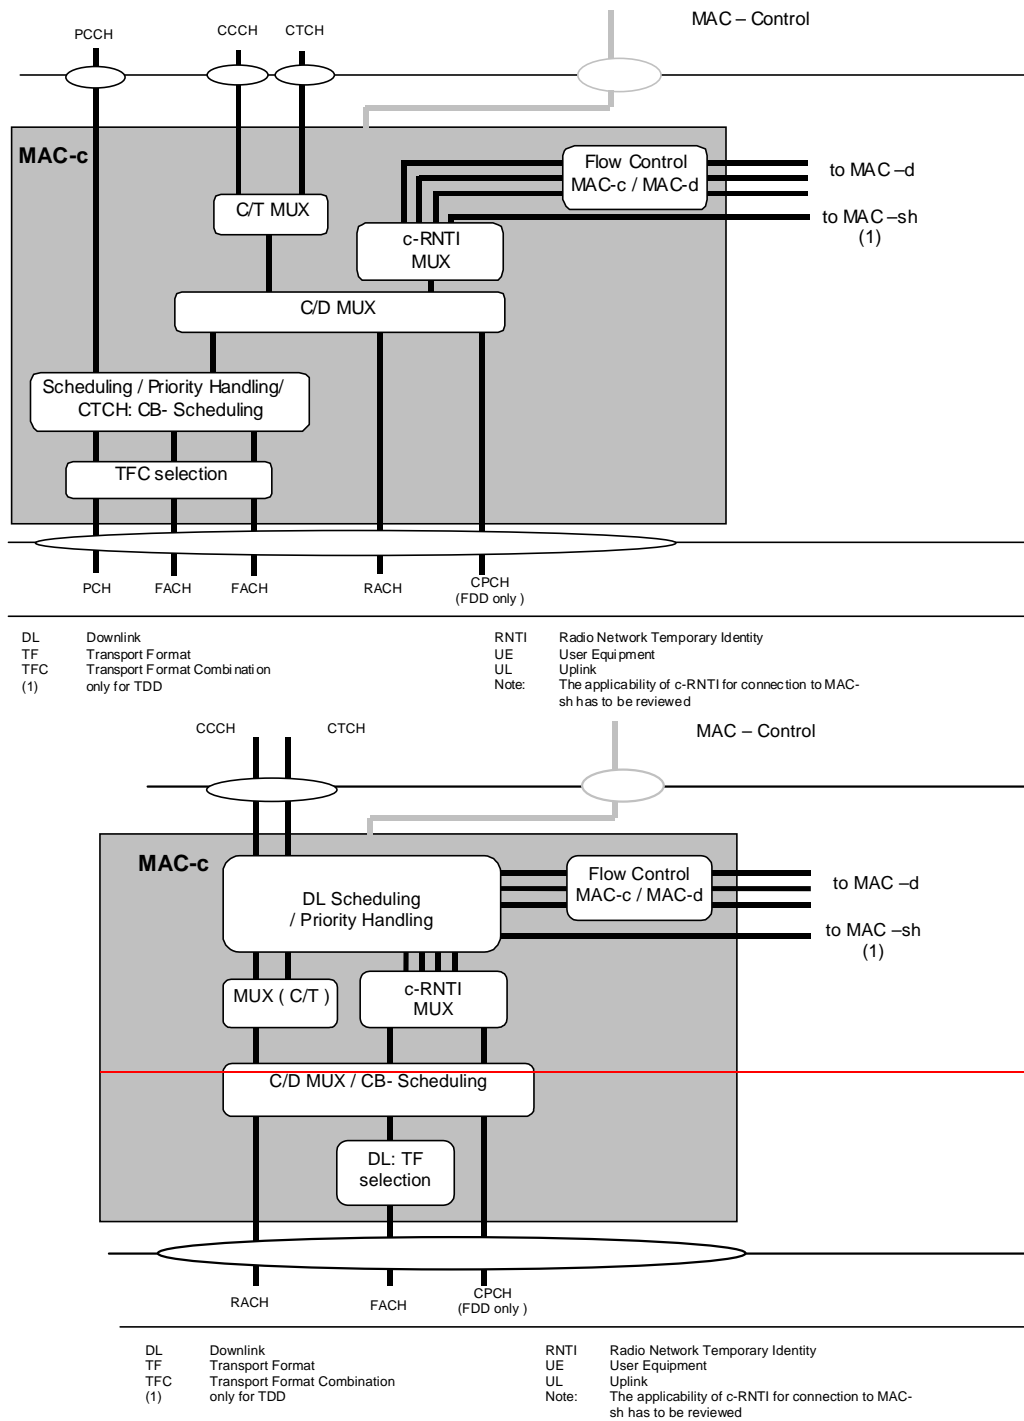 MAC – Control
PCCH
CCCH
CTCH
MAC-c
Flow Control
MAC-c / MAC-d
to MAC –d
C/T MUX
to MAC –sh
(1)
c-RNTI
MUX
C/D MUX
Scheduling / Priority Handling/
CTCH: CB- Scheduling
TFC selection
PCH
FACH
FACH
RACH
CPCH
(FDD only )
DL Downlink
TF Transport Format
TFC Transport Format Combination
(1) only for TDD
RNTI Radio Network Temporary Identity
UE User Equipment
UL Uplink
Note: The applicability of c-RNTI for connection to MAC-
sh has to be reviewed
CCCH
CTCH
MAC – Control
MAC-c
DL Scheduling
/ Priority Handling
Flow Control
MAC-c / MAC-d
to MAC –d
to MAC –sh
(1)
MUX ( C/T )
c-RNTI
MUX
C/D MUX / CB- Scheduling
DL: TF
selection
RACH
FACH
CPCH
(FDD only )
DL Downlink
TF Transport Format
TFC Transport Format Combination
(1) only for TDD
RNTI Radio Network Temporary Identity
UE User Equipment
UL Uplink
Note: The applicability of c-RNTI for connection to MAC-
sh has to be reviewed